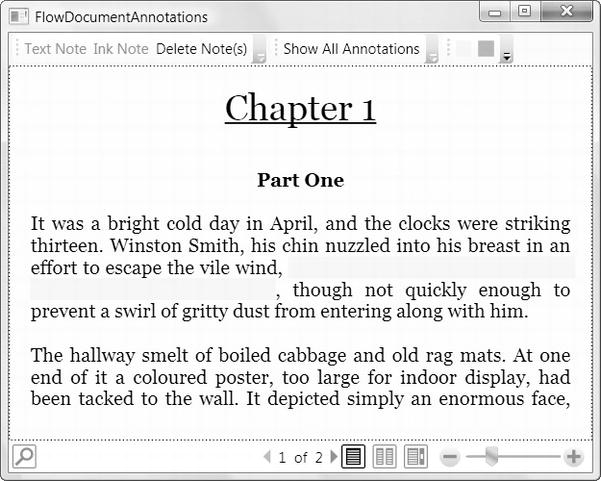 FlowDocumentAnnotations
Text Note Ink Note Delete Note(s) Show All Annotations
Chapter 1
Part One
It was a bright cold day in April, and the clocks were striking
thirteen. Winston Smith, his chin nuzzled into his breast in an
effort to escape the vile wind,
, though not quickly enough to
prevent a swirl of gritty dust from entering along with him.
The hallway smelt of boiled cabbage and old rag mats. At one
end of it a coloured poster, too large for indoor display, had
been tacked to the wall. It depicted simply an enormous face,
1 of 2